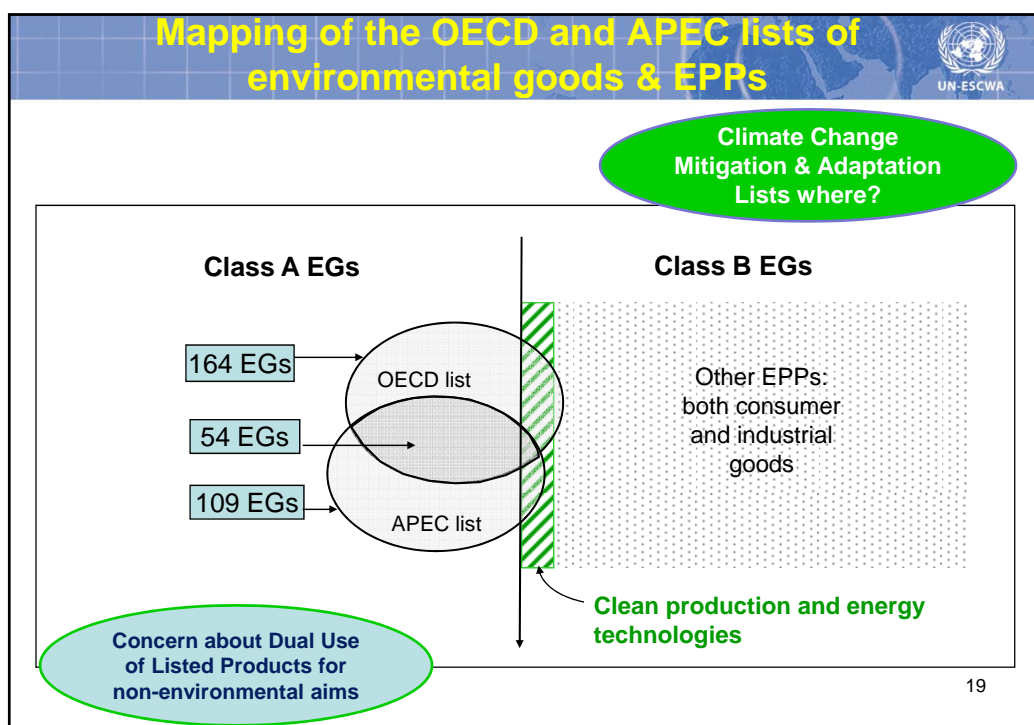 Mapping of the OECD and APEC lists of
environmental goods & EPPs
UN-ESCWA
Climate Change
Mitigation & Adaptation
Lists where?
Class A EGs
Class B EGs
164 EGs
OECD list
54 EGs
109 EGs
APEC list
Other EPPs:
both consumer
and industrial
goods
Clean production and energy
technologies
Concern about Dual Use
of Listed Products for
non-environmental aims
19